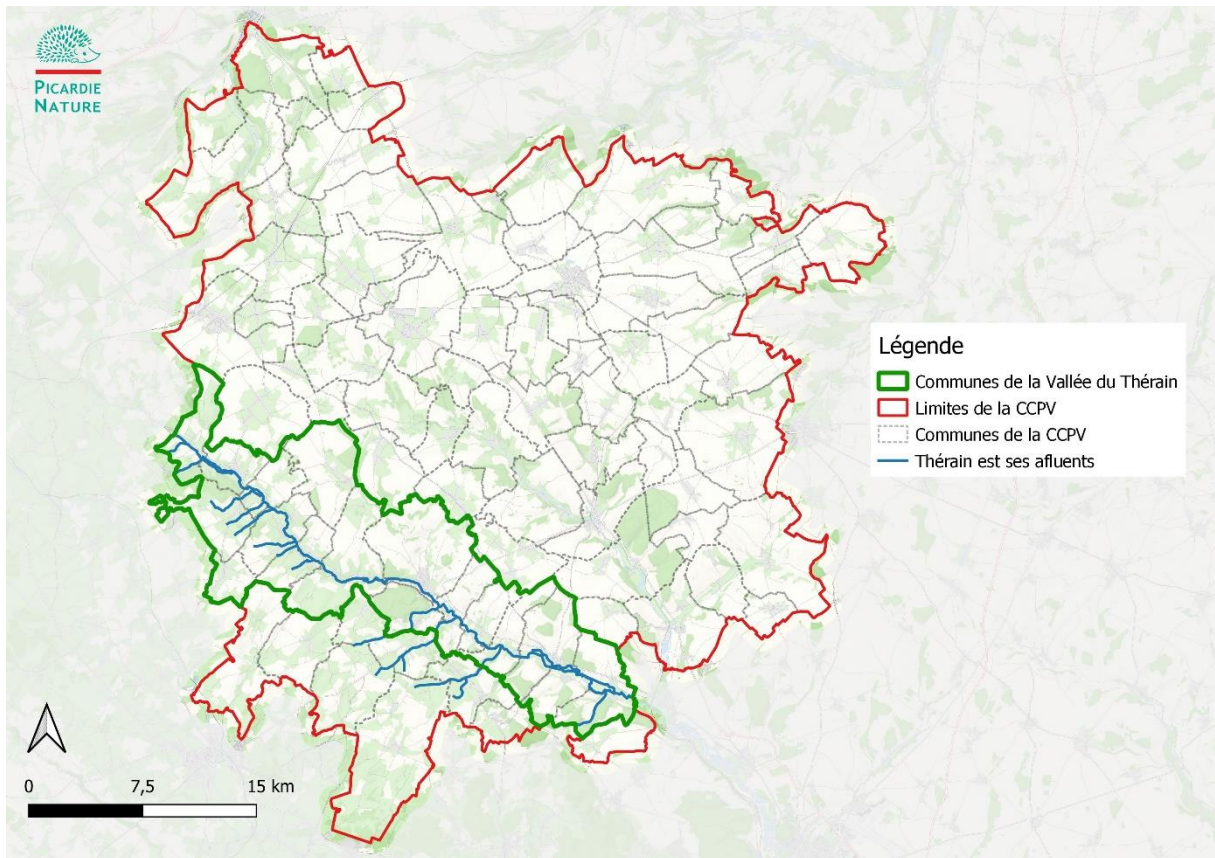 PICARDIE
NATURE
Légende
Communes de la Vallée du Thérain
Limites de la CCPV
Communes de la CCPV
Thérain est ses afluents
0 7,5 15 km